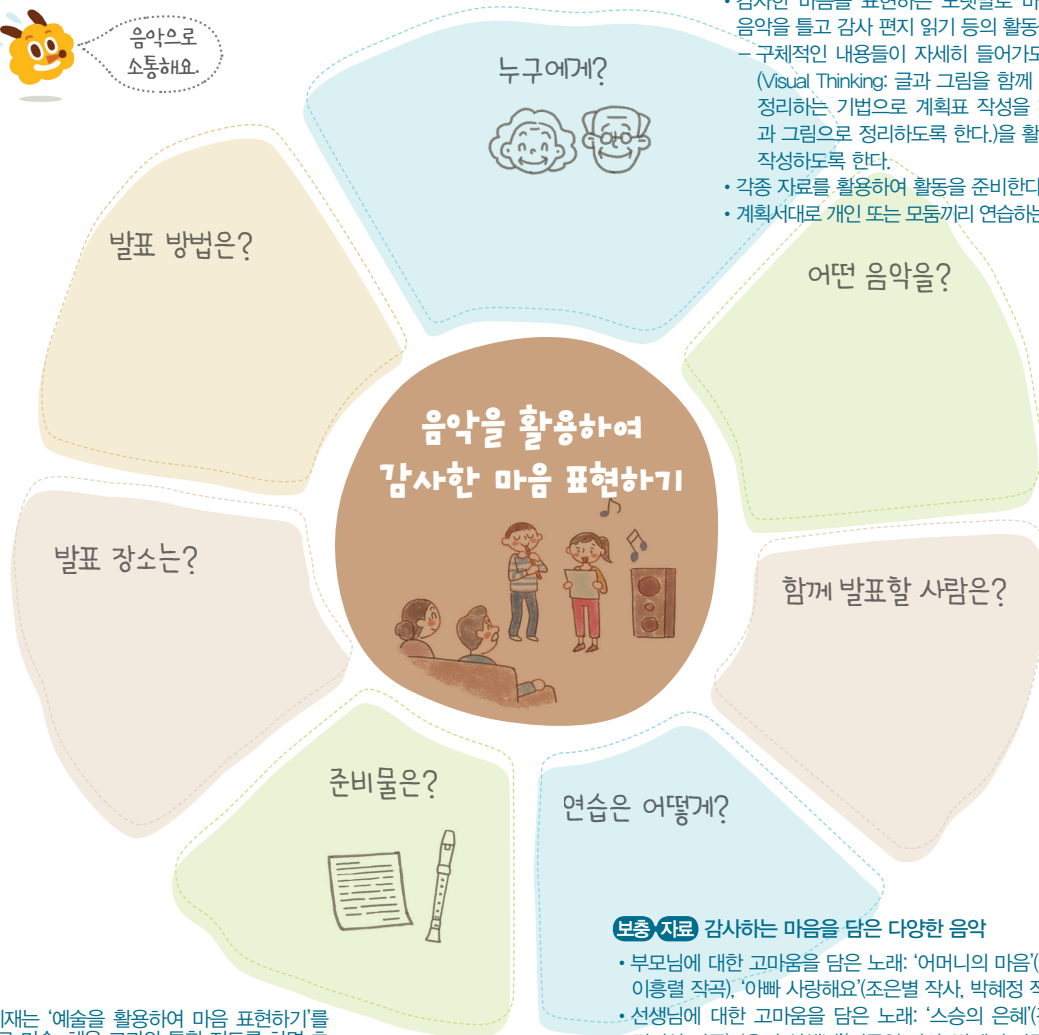 음악으로
소통해요.
누구에게?
• 감사한 마음을 표현하는
음악을 틀고 감사 편지 읽기 등의 활동
– 구체적인 내용들이 자세히
(Visual Thinking: 글과 그림을 함께
정리하는 기법으로 계획표 작성을
과 그림으로 정리하도록 한다.)을
작성하도록 한다.
• 각종 자료를 활용하여 활동을 준비한다
• 계획서대로 개인 또는 모둠끼리 연습하는
발표 방법은?
어떤 음악을?
음악을 활용하여
감사한 마음 표현하기
발표 장소는?
함께 발표할 사람은?
준비물은?
연습은 어떻게?
보충 자료 감사하는 마음을 담은 다양한 음악
• 부모님에 대한 고마움을 담은 노래: ‘어머니의 마음’(
이흥렬 작곡), ‘아빠 사랑해요’(조은별 작사, 박혜정
• 선생님에 대한 고마움을 담은 노래: ‘스승의 은혜’(
재는 ‘예술을 활용하여 마음 표현하기’를